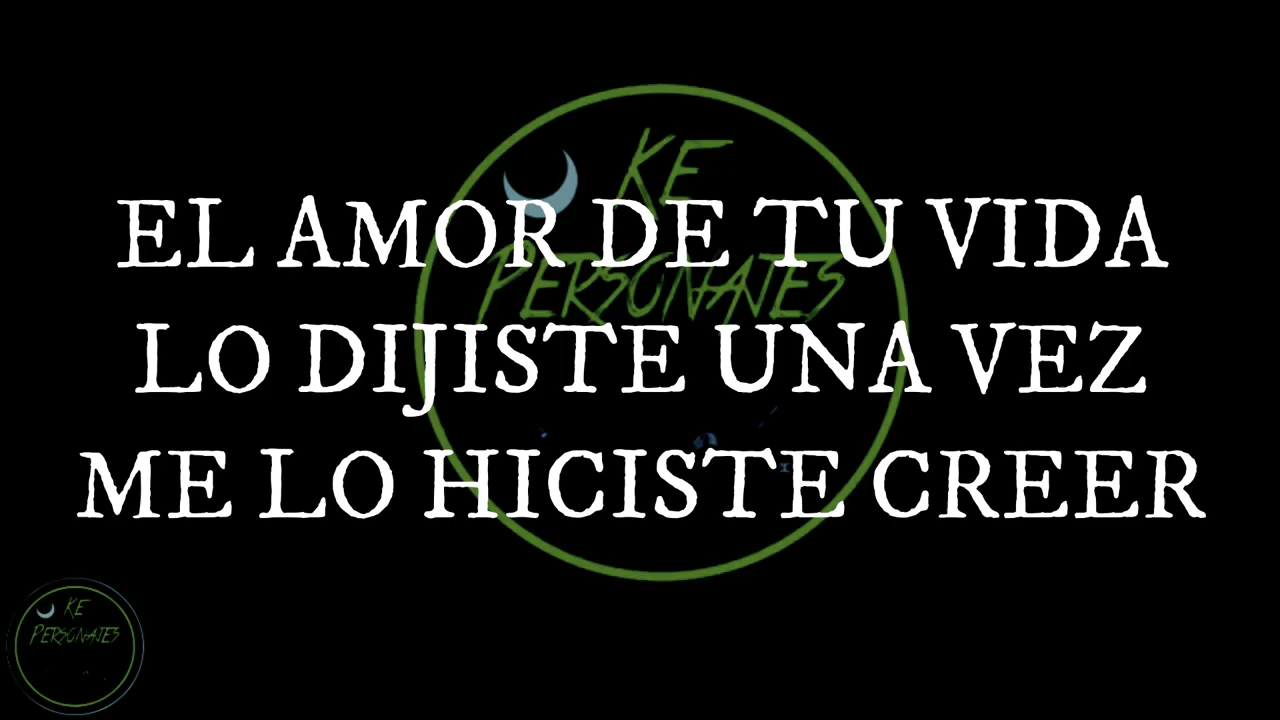 KE
PERSONAJES
EL AMOR DE TU VIDA
LO DIJISTE UNA VEZ
ME LO HICISTE CREER
KE
PERSONAJES